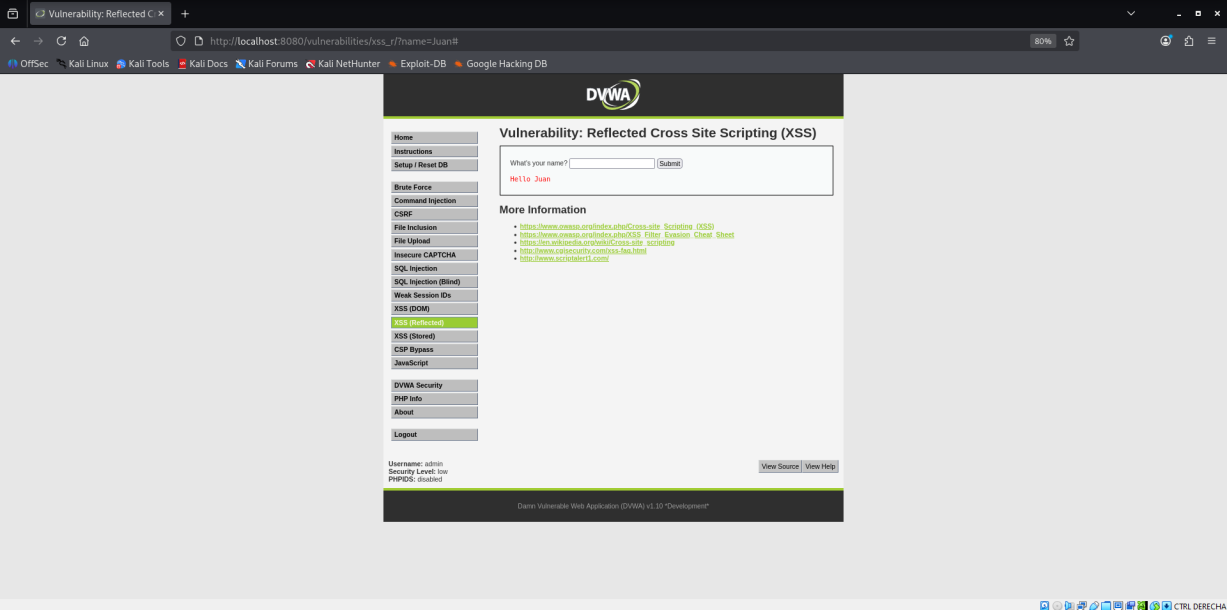 Vulnerability: Reflected C
http://localhost:8080/vulnerabilities/xss_r/?name=Juan#
80%
OffSec Kali Linux Kali Tools Kali Docs Kali Forums Kali NetHunter Exploit-DB Google Hacking DB
DVWA
Home
Instructions
Setup / Reset DB
Brute Force
Command Injection
CSRF
File Inclusion
File Upload
Insecure CAPTCHA
SQL Injection
SQL Injection (Blind)
Weak Session IDs
XSS (DOM)
XSS (Reflected)
XSS (Stored)
CSP Bypass
JavaScript
DVWA Security
PHP Info
About
Logout
Vulnerability: Reflected Cross Site Scripting (XSS)
What's your name? Submit
Hello Juan
More Information
https://www.owasp.org/index.php/Cross-site_Scripting_(XSS)
https://www.owasp.org/index.php/XSS_Filter_Evasion_Cheat_Sheet
https://en.wikipedia.org/wiki/Cross-site_scripting
http://www.cgisecurity.com/xss-faq.html
http://www.scriptalert1.com/
Username: admin
Security Level: low
PHPIDS: disabled
View Source View Help
Damn Vulnerable Web Application (DVWA) v1.10 *Development*
CTRL DERECHA